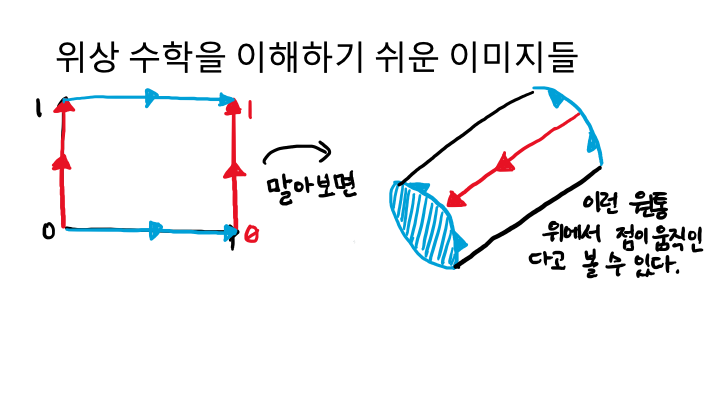 위상 수학을 이해하기 쉬운 이미지들
1 1
말아보면
0 0
1
이런 원통
위에서 점이 움직인
다고 볼 수 있다.